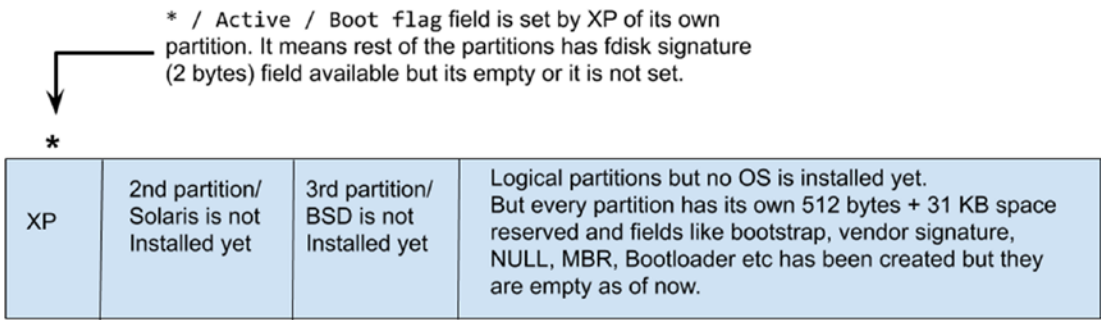 * / Active / Boot flag field is set by XP of its own
partition. It means rest of the partitions has fdisk signature
(2 bytes) field available but its empty or it is not set.
*
XP
2nd partition/
Solaris is not
Installed yet
3rd partition/
BSD is not
Installed yet
Logical partitions but no OS is installed yet.
But every partition has its own 512 bytes + 31 KB space
reserved and fields like bootstrap, vendor signature,
NULL, MBR, Bootloader etc has been created but they
are empty as of now.